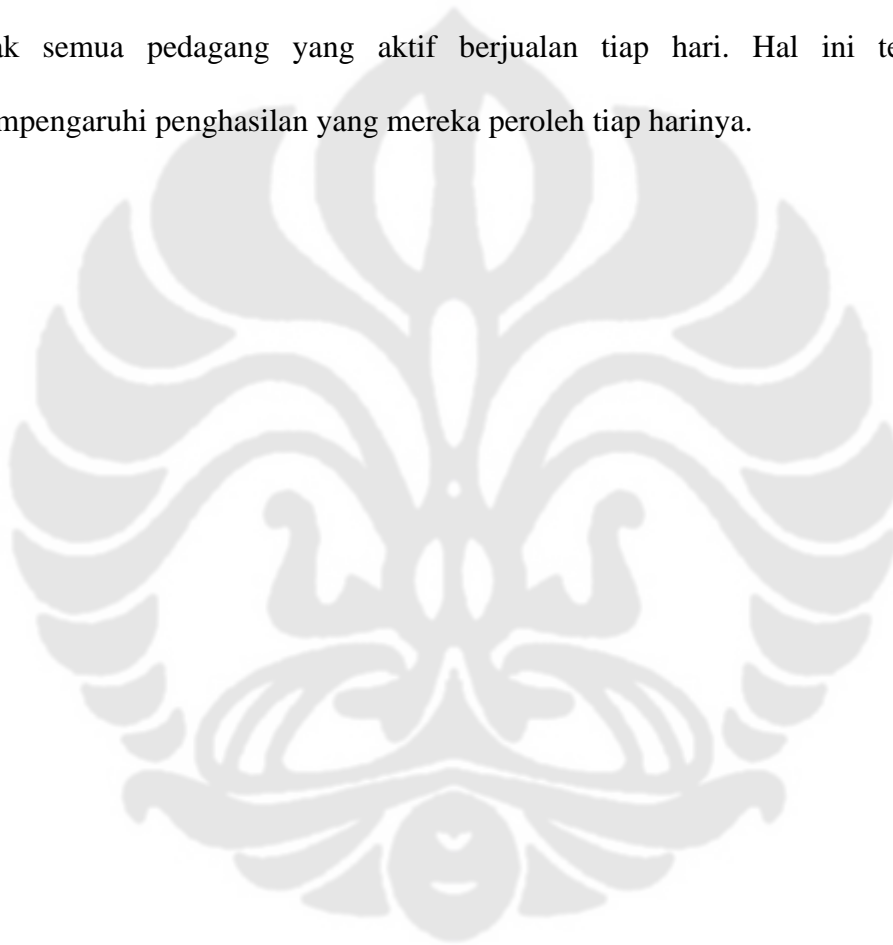 ak semua pedagang yang aktif berjualan tiap hari. Hal ini te
mpengaruhi penghasilan yang mereka peroleh tiap harinya.